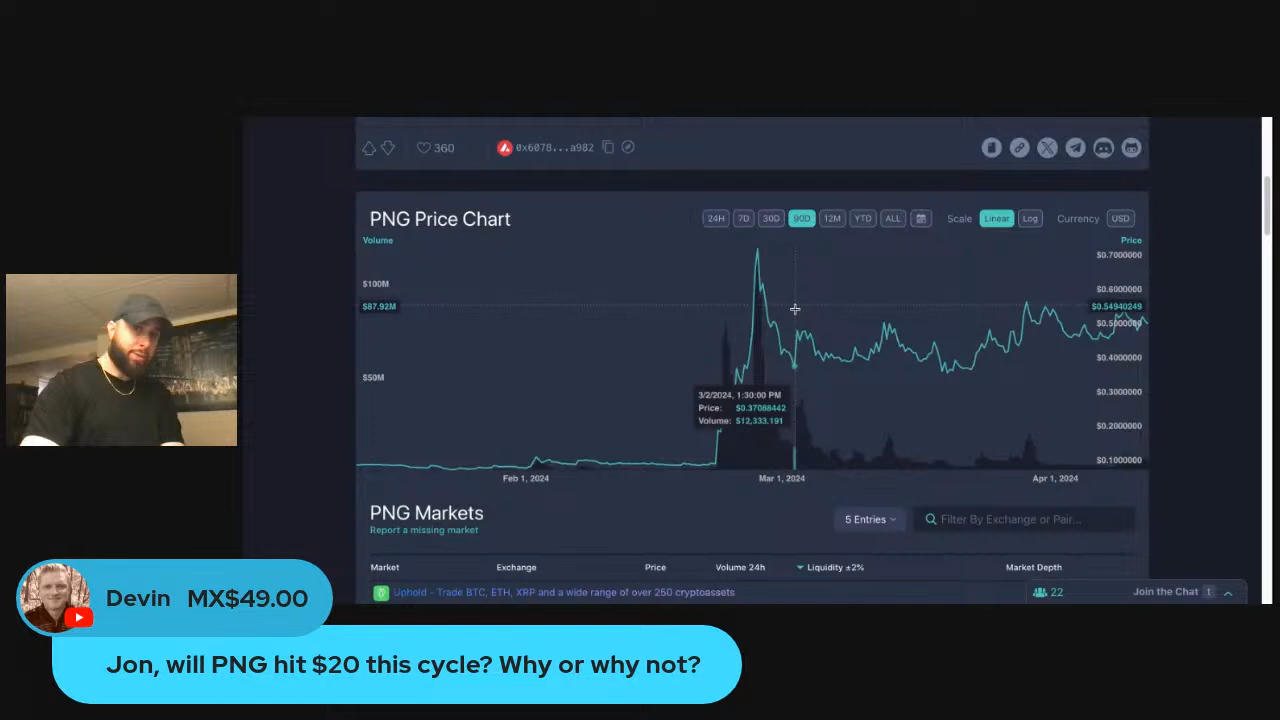 360
0x6078...a982
PNG Price Chart
24H 7D 30D 90D 12M YTD ALL Scale Linear Log Currency USD
Volume Price
$0.7000000
$100M
$0.6000000
$87.92M
$0.54940249
$0.5000000
$50M
$0.4000000
3/2/2024, 1:30:00 PM
Price: $0.37088442
Volume: $12,333.191
$0.3000000
$0.2000000
$0.1000000
Feb 1, 2024 Mar 1, 2024 Apr 1, 2024
PNG Markets
Report a missing market
5 Entries
Filter By Exchange or Pair...
Market Exchange Price Volume 24h Liquidity ±2% Market Depth
Uphold - Trade BTC, ETH, XRP and a wide range of over 250 cryptoassets
22 Join the Chat 1
Devin MX$49.00
Jon, will PNG hit $20 this cycle? Why or why not?